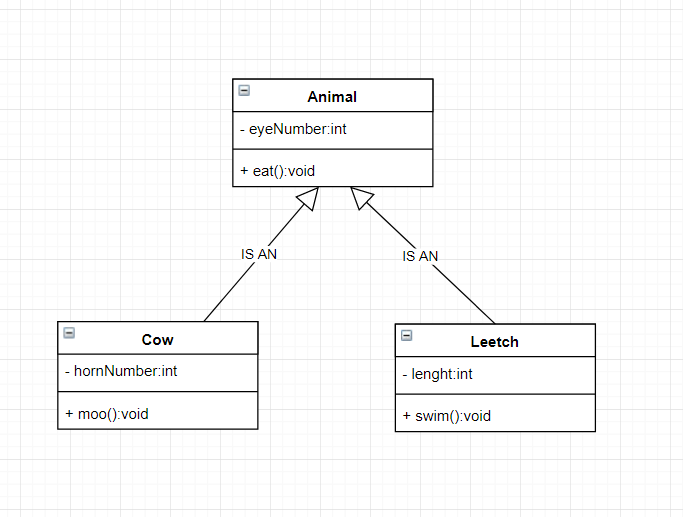 Animal
- eyeNumber:int
+ eat():void
IS AN
IS AN
Cow
- hornNumber:int
+ moo():void
Leetch
- lenght:int
+ swim():void